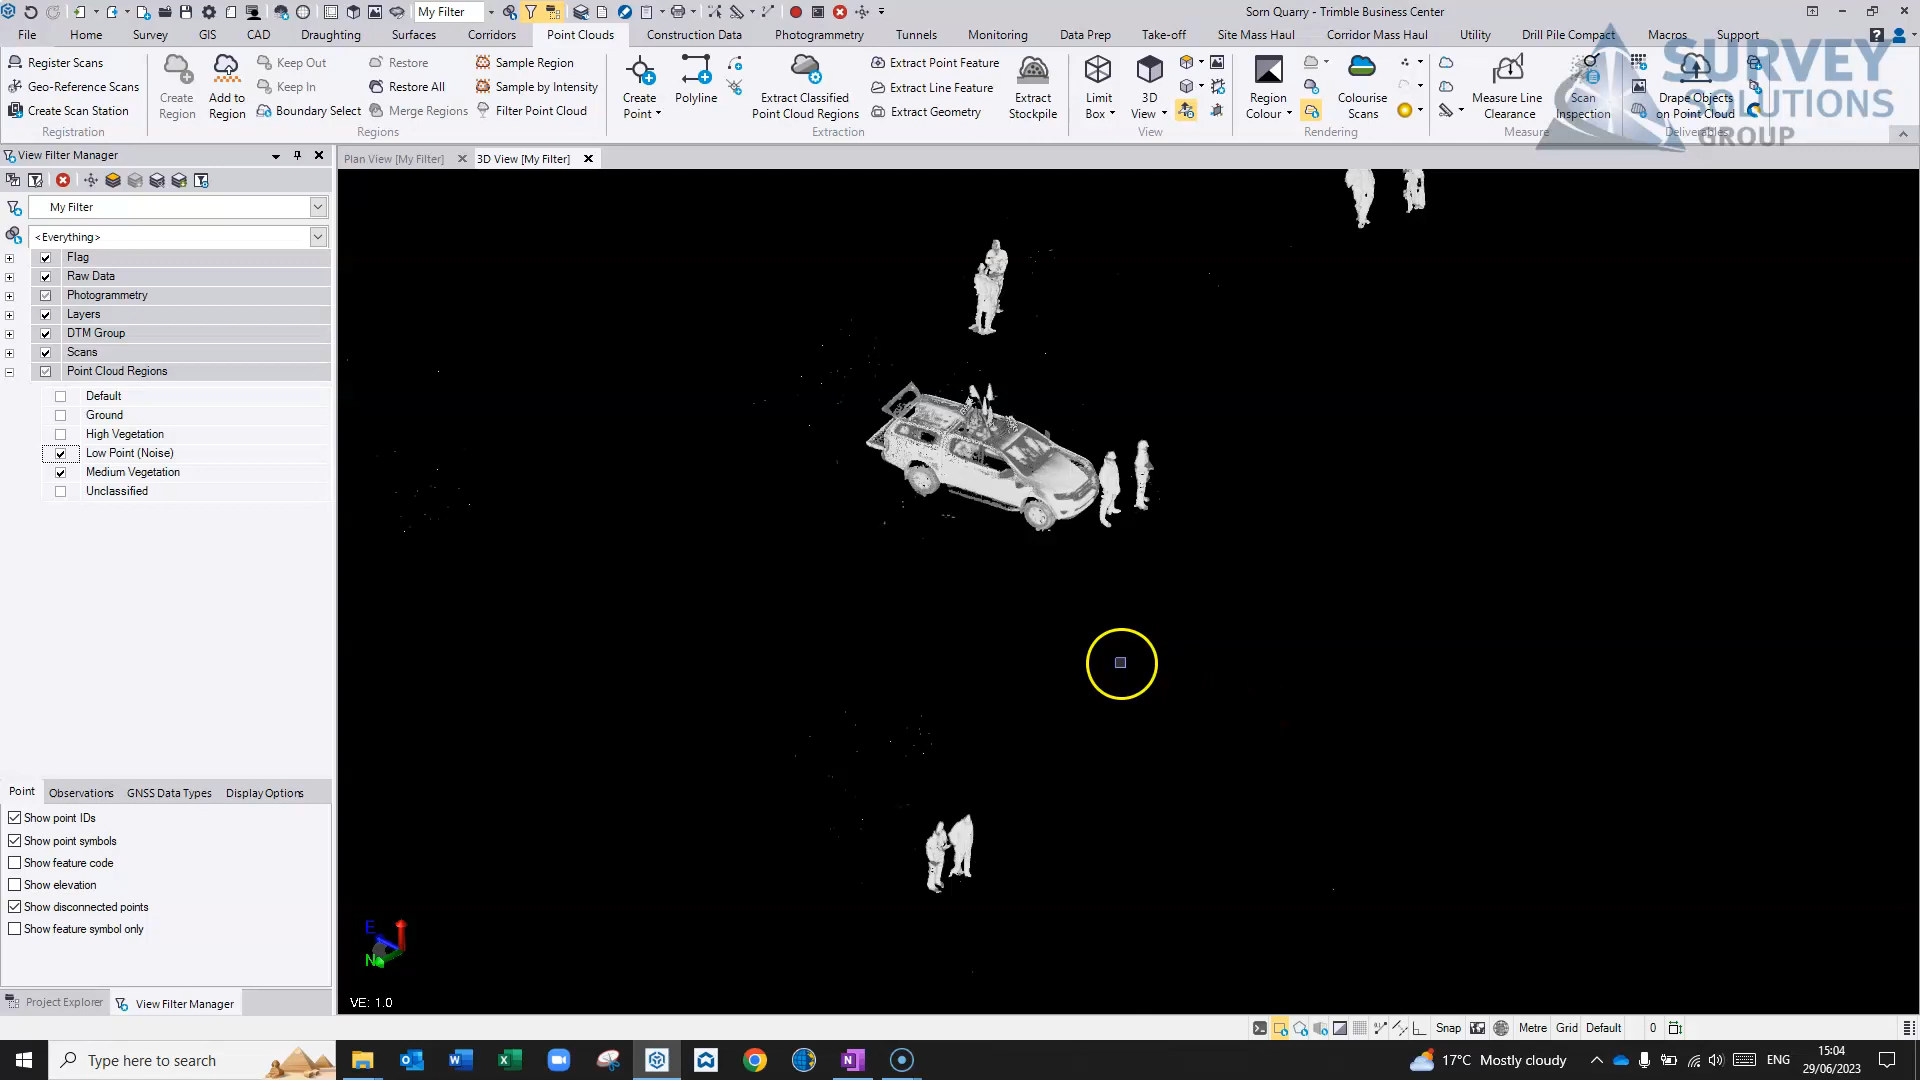 My Filter
Sorn Quarry - Trimble Business Center
File Home Survey GIS CAD Draughting Surfaces Corridors Point Clouds Construction Data Photogrammetry Tunnels Monitoring Data Prep Take-off Site Mass Haul Corridor Mass Haul Utility Drill Pile Compact Macros Support
Register Scans
Geo-Reference Scans
Create Scan Station
Registration
Create
Region
Add to
Region
Keep Out
Keep In
Boundary Select
Restore
Restore All
Merge Regions
Regions
Sample Region
Sample by Intensity
Filter Point Cloud
Create
Point
Polyline
Extract Classified
Point Cloud Regions
Extract Point Feature
Extract Line Feature
Extract Geometry
Extract
Stockpile
Extraction
Limit
Box
3D
View
View
Region
Colour
Colourise
Scans
Rendering
Measure Line
Clearance
Scan
Inspection
Measure
Drape Objects
on Point Cloud
Deliverables
SURVEY
SOLUTIONS
GROUP
View Filter Manager
Plan View [My Filter]
3D View [My Filter]
My Filter
<Everything>
Flag
Raw Data
Photogrammetry
Layers
DTM Group
Scans
Point Cloud Regions
Default
Ground
High Vegetation
Low Point (Noise)
Medium Vegetation
Unclassified
Point Observations GNSS Data Types Display Options
Show point IDs
Show point symbols
Show feature code
Show elevation
Show disconnected points
Show feature symbol only
E
N
VE: 1.0
Project Explorer View Filter Manager
Snap Metre Grid Default 0
Type here to search
17°C Mostly cloudy
ENG
15:04
29/06/2023